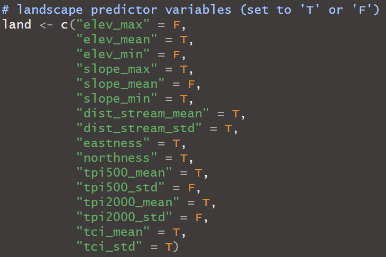 # landscape predictor variables (set to 'T' or 'F')
land <- c("elev_max" = F,
"elev_mean" = T,
"elev_min" = F,
"slope_max" = T,
"slope_mean" = F,
"slope_min" = T,
"dist_stream_mean" = T,
"dist_stream_std" = T,
"eastness" = T,
"northness" = T,
"tpi500_mean" = T,
"tpi500_std" = F,
"tpi2000_mean" = T,
"tpi2000_std" = F,
"tci_mean" = T,
"tci_std" = T)